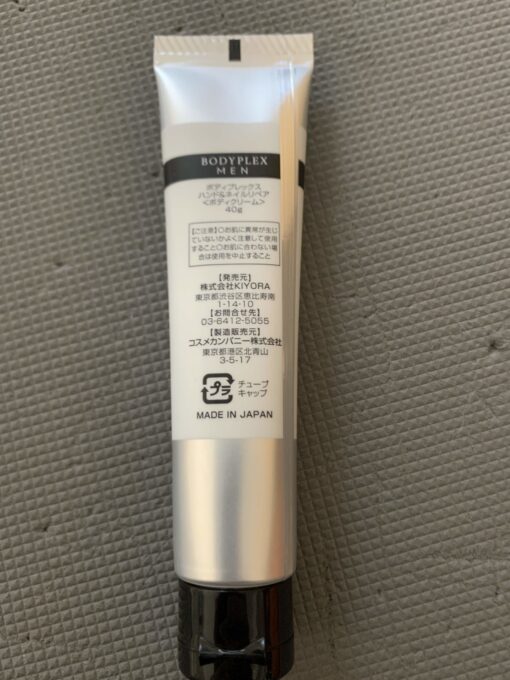 BODYPLEX
MEN
ボディプレックス
ハンド&ネイルリペア
<ボディクリーム>
40g
【ご注意】○お肌に異常が生じ
ていないかよく注意して使用
すること○お肌に合わない場
合は使用を中止すること
【発売元】
株式会社KIYORA
東京都渋谷区恵比寿南
1-14-10
【お問合せ先】
03-6412-5055
【製造販売元】
コスメカンパニー株式会社
東京都港区北青山
3-5-17
プラ
チューブ
キャップ
MADE IN JAPAN